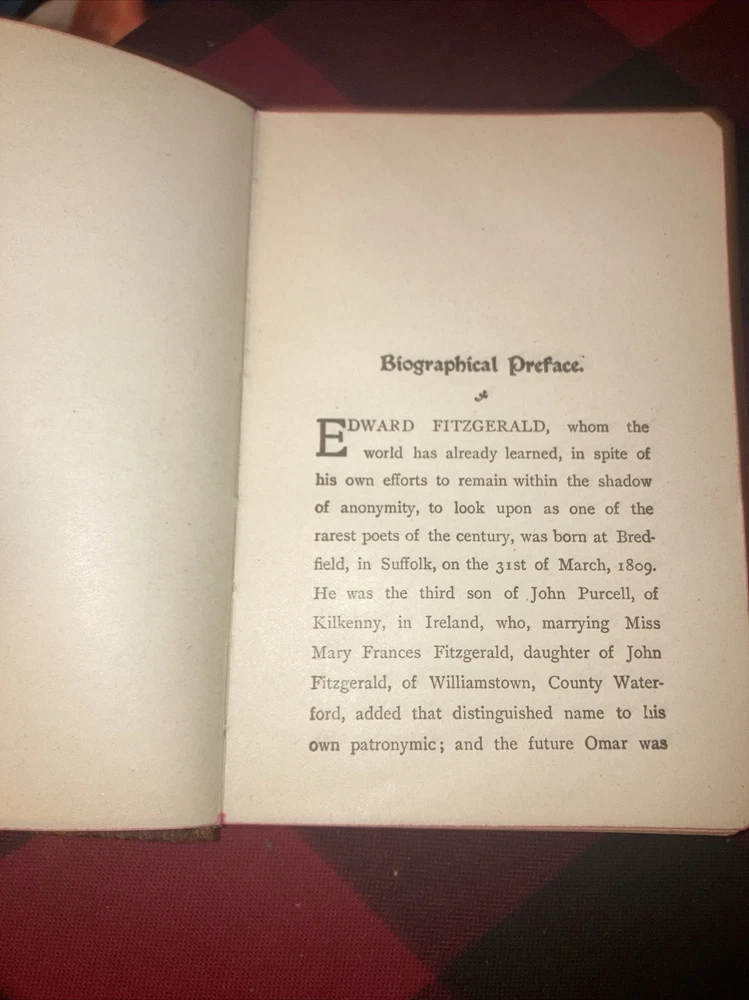 Biographical Preface.
EDWARD FITZGERALD, whom the
world has already learned, in spite of
his own efforts to remain within the shadow
of anonymity, to look upon as one of the
rarest poets of the century, was born at Bred-
field, in Suffolk, on the 31st of March, 1809.
He was the third son of John Purcell, of
Kilkenny, in Ireland, who, marrying Miss
Mary Frances Fitzgerald, daughter of John
Fitzgerald, of Williamstown, County Water-
ford, added that distinguished name to his
own patronymic; and the future Omar was